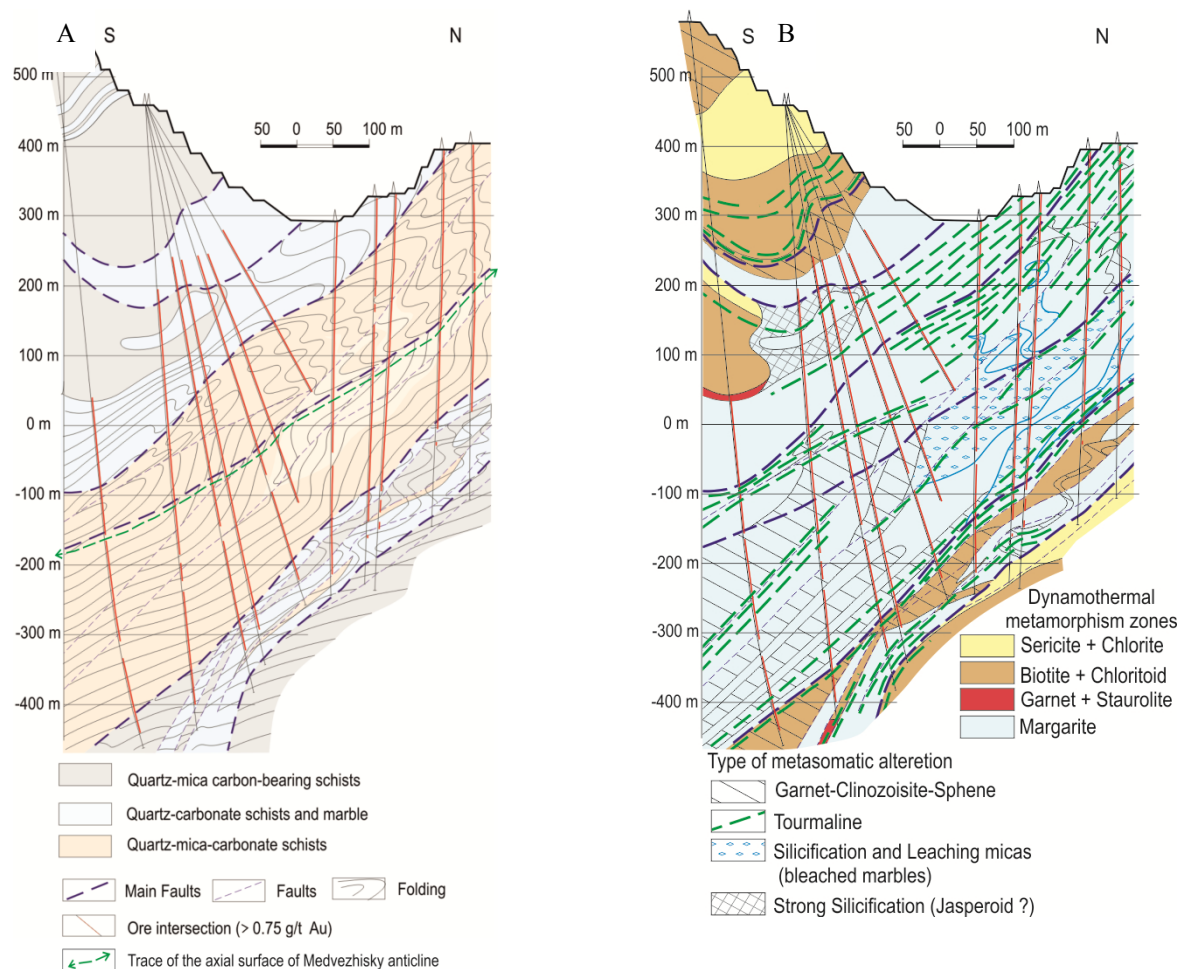 A
S
N
500 m
400 m
300 m
200 m
100 m
0 m
-100 m
-200 m
-300 m
-400 m
50 0 50 100 m
Quartz-mica carbon-bearing schists
Quartz-carbonate schists and marble
Quartz-mica-carbonate schists
Main Faults
Faults
Folding
Ore intersection (> 0.75 g/t Au)
Trace of the axial surface of Medvezhisky anticline
S
B
N
500 m
400 m
300 m
200 m
100 m
0 m
-100 m
-200 m
-300 m
-400 m
50 0 50 100 m
Dynamothermal
metamorphism zones
Sericite + Chlorite
Biotite + Chloritoid
Garnet + Staurolite
Margarite
Type of metasomatic alteretion
Garnet-Clinozoisite-Sphene
Tourmaline
Silicification and Leaching micas
(bleached marbles)
Strong Silicification (Jasperoid ?)